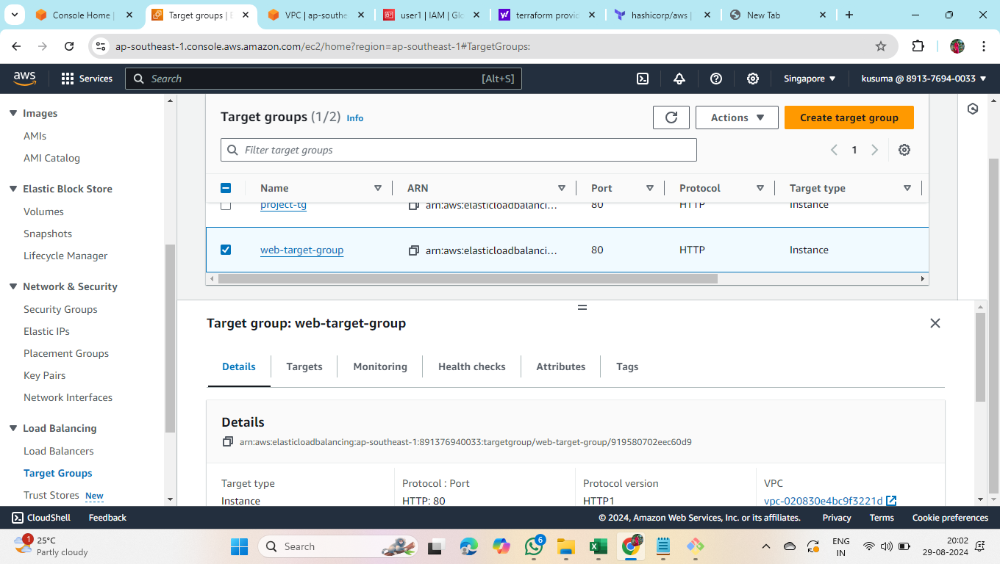 Console Home |
Target groups | E
VPC | ap-southe
user1 | IAM | Glo
terraform provid
hashicorp/aws |
New Tab
ap-southeast-1.console.aws.amazon.com/ec2/home?region=ap-southeast-1#TargetGroups:
aws
Services
Search
[Alt+S]
Singapore
kusuma @ 8913-7694-0033
Images
AMIs
AMI Catalog
Elastic Block Store
Volumes
Snapshots
Lifecycle Manager
Network & Security
Security Groups
Elastic IPs
Placement Groups
Key Pairs
Network Interfaces
Load Balancing
Load Balancers
Target Groups
Trust Stores New
Target groups (1/2) Info
Actions
Create target group
Filter target groups
1
Name ARN Port Protocol Target type
project-tg arn:aws:elasticloadbalanci... 80 HTTP Instance
web-target-group arn:aws:elasticloadbalanci... 80 HTTP Instance
Target group: web-target-group
Details Targets Monitoring Health checks Attributes Tags
Details
arn:aws:elasticloadbalancing:ap-southeast-1:891376940033:targetgroup/web-target-group/919580702eec60d9
Target type Protocol : Port Protocol version VPC
Instance HTTP: 80 HTTP1 vpc-020830e4bc9f3221d
CloudShell Feedback © 2024, Amazon Web Services, Inc. or its affiliates. Privacy Terms Cookie preferences
1
25°C
Partly cloudy
Search
6
ENG
IN
20:02
29-08-2024